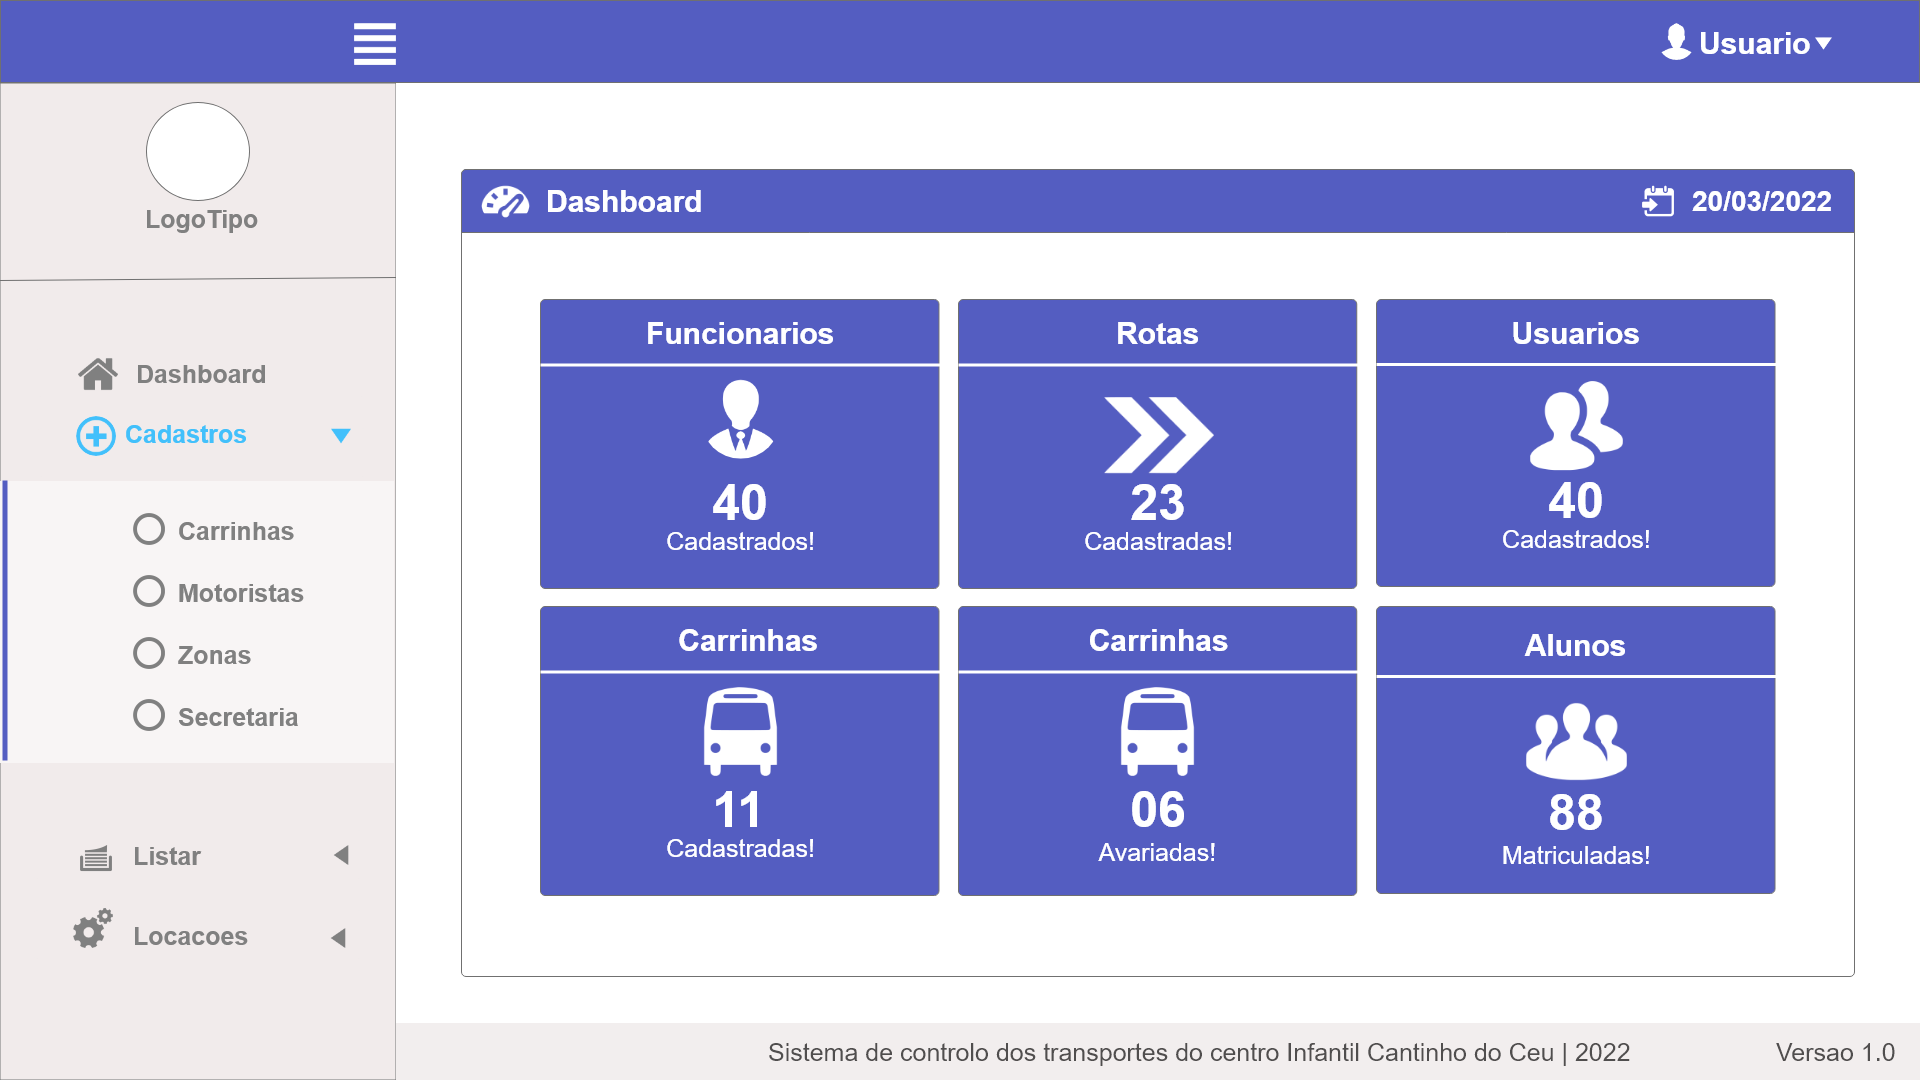 Usuario
LogoTipo
Dashboard
Cadastros
Carrinhas
Motoristas
Zonas
Secretaria
Listar
Locacoes
Dashboard
20/03/2022
Funcionarios
40
Cadastrados!
Rotas
23
Cadastradas!
Usuarios
40
Cadastrados!
Carrinhas
11
Cadastradas!
Carrinhas
06
Avariadas!
Alunos
88
Matriculadas!
Sistema de controlo dos transportes do centro Infantil Cantinho do Ceu | 2022
Versao 1.0